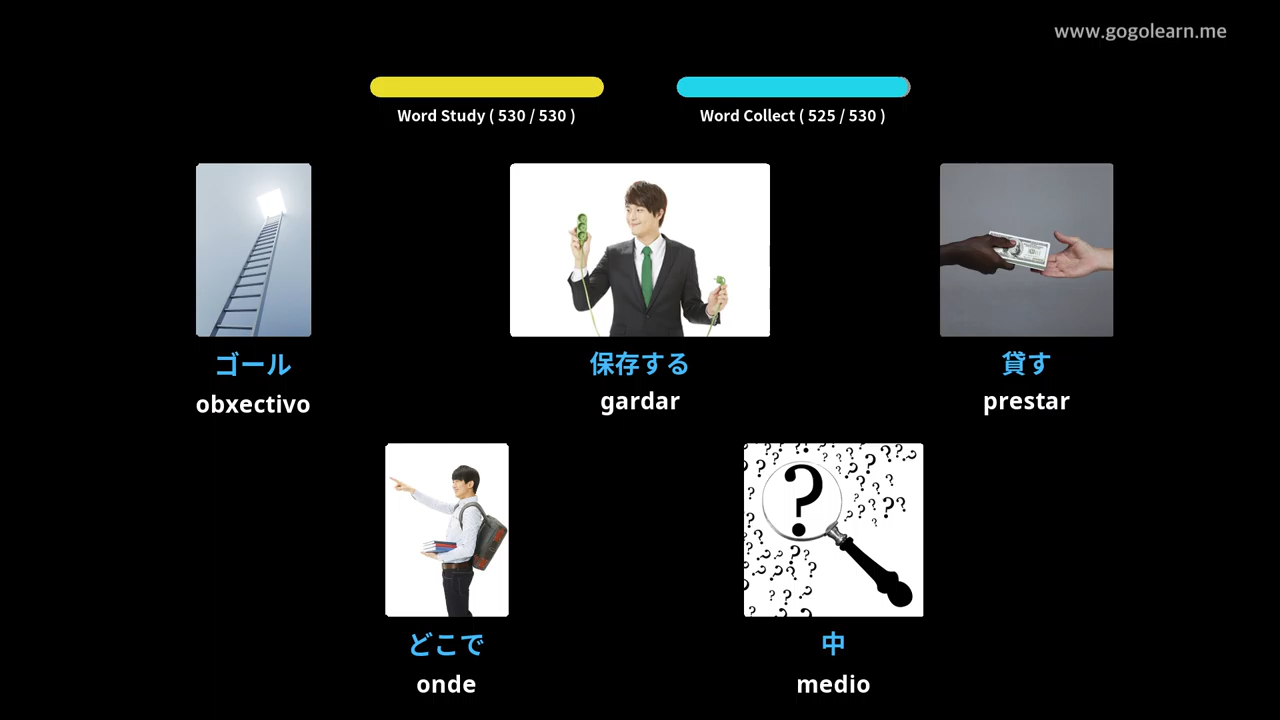 www.gogolearn.me
Word Study ( 530 / 530 )
Word Collect ( 525 / 530 )
ゴール
obxectivo
保存する
gardar
貸す
prestar
どこで
onde
中
medio